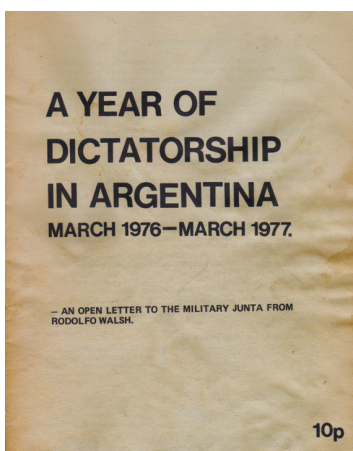 A YEAR OF
DICTATORSHIP
IN ARGENTINA
MARCH 1976—MARCH 1977.
— AN OPEN LETTER TO THE MILITARY JUNTA FROM
RODOLFO WALSH.
10p